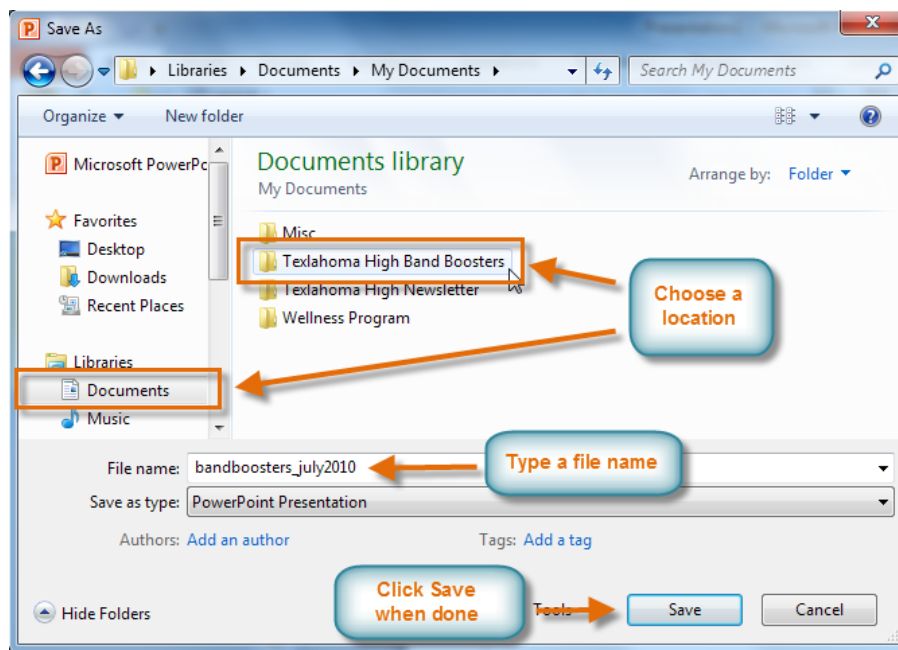 Save As
Libraries Documents My Documents
Search My Documents
Organize New folder
Microsoft PowerPo
Favorites
Desktop
Downloads
Recent Places
Libraries
Documents
Music
Documents library
My Documents
Arrange by: Folder
Misc
Texlahoma High Band Boosters
Texlahoma High Newsletter
Wellness Program
Choose a
location
File name: bandboosters_july2010
Type a file name
Save as type: PowerPoint Presentation
Authors: Add an author Tags: Add a tag
Click Save
when done
Hide Folders Tools Save Cancel